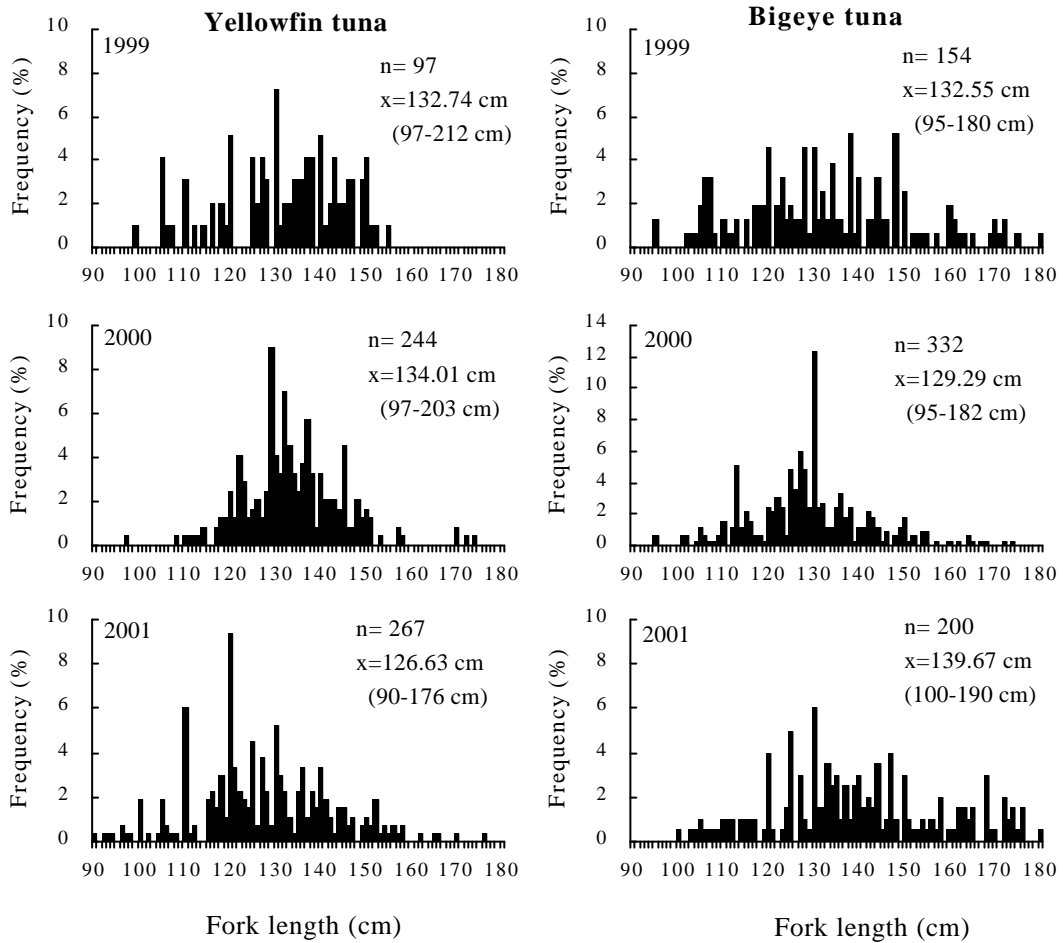 Yellowfin tuna
Bigeye tuna
1999
n= 97
x=132.74 cm
(97-212 cm)
Frequency (%)
10
8
6
4
2
0
90 100 110 120 130 140 150 160 170 180
1999
n= 154
x=132.55 cm
(95-180 cm)
Frequency (%)
10
8
6
4
2
0
90 100 110 120 130 140 150 160 170 180
2000
n= 244
x=134.01 cm
(97-203 cm)
Frequency (%)
10
8
6
4
2
0
90 100 110 120 130 140 150 160 170 180
2000
n= 332
x=129.29 cm
(95-182 cm)
Frequency (%)
14
12
10
8
6
4
2
0
90 100 110 120 130 140 150 160 170 180
2001
n= 267
x=126.63 cm
(90-176 cm)
Frequency (%)
10
8
6
4
2
0
90 100 110 120 130 140 150 160 170 180
Fork length (cm)
2001
n= 200
x=139.67 cm
(100-190 cm)
Frequency (%)
10
8
6
4
2
0
90 100 110 120 130 140 150 160 170 180
Fork length (cm)